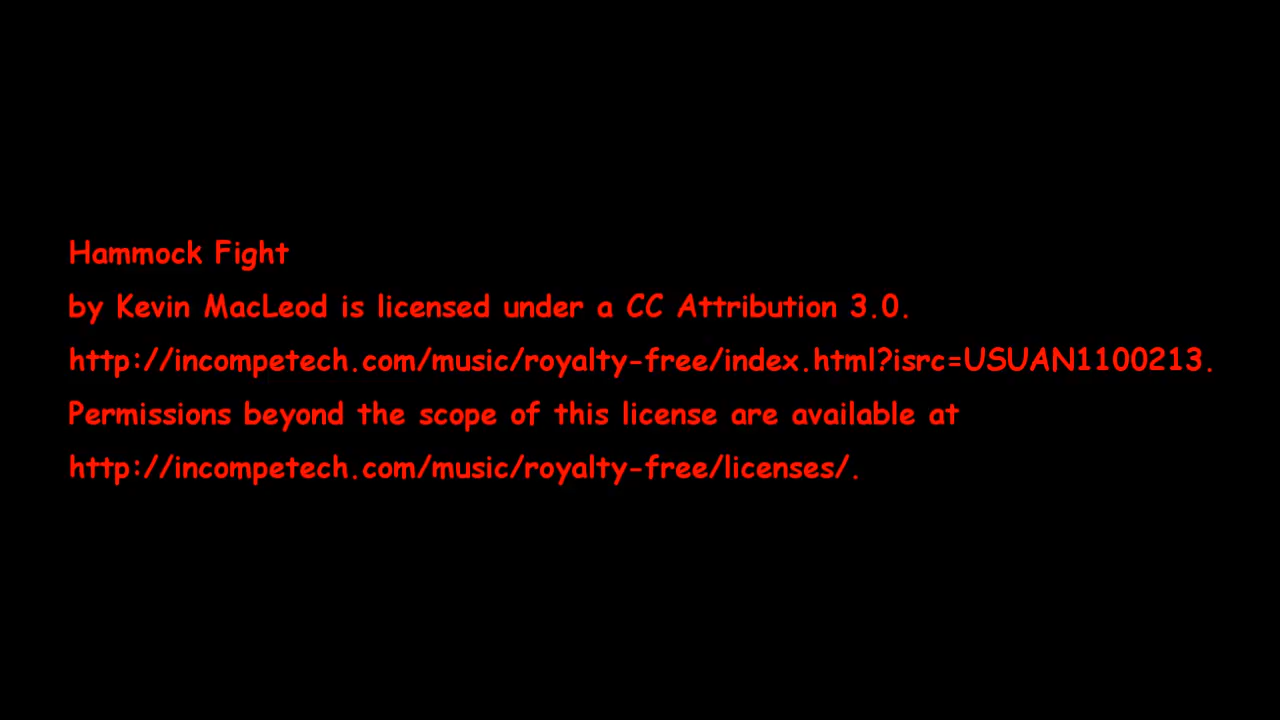 Hammock Fight
by Kevin MacLeod is licensed under a CC Attribution 3.0.
http://incompetech.com/music/royalty-free/index.html?isrc=USUAN1100213.
Permissions beyond the scope of this license are available at
http://incompetech.com/music/royalty-free/licenses/.